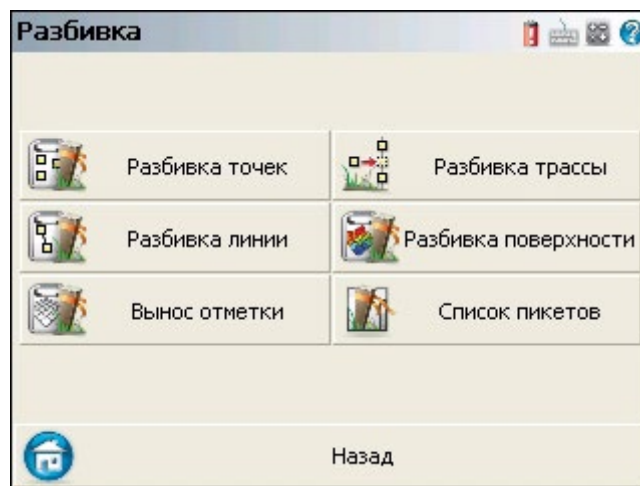 Разбивка
Разбивка точек
Разбивка трассы
Разбивка линии
Разбивка поверхности
Вынос отметки
Список пикетов
Назад